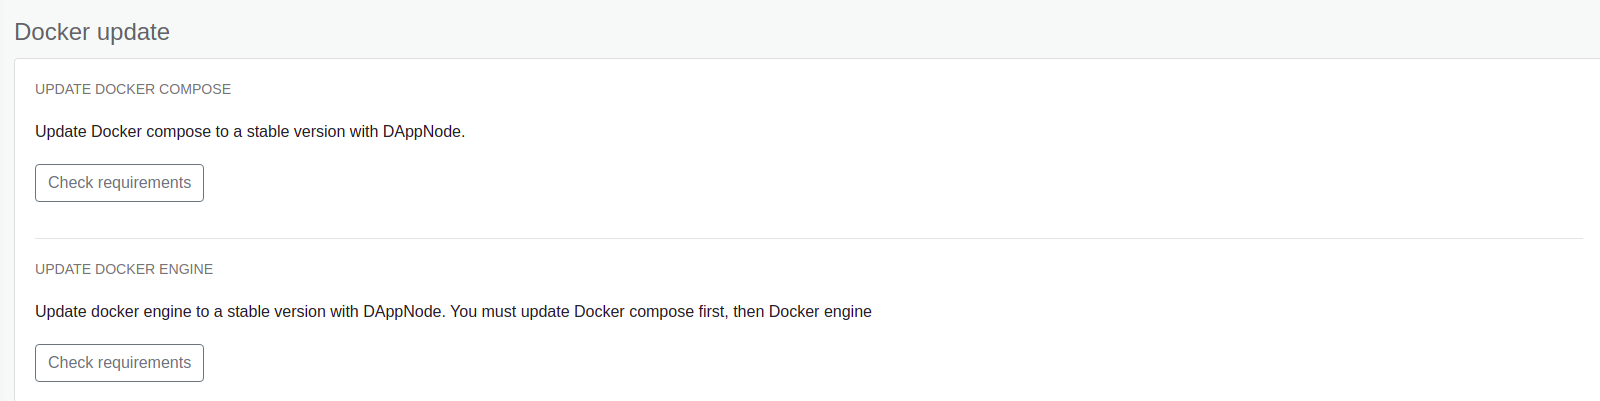 Docker update
UPDATE DOCKER COMPOSE
Update Docker compose to a stable version with DAppNode.
Check requirements
UPDATE DOCKER ENGINE
Update docker engine to a stable version with DAppNode. You must update Docker compose first, then Docker engine
Check requirements